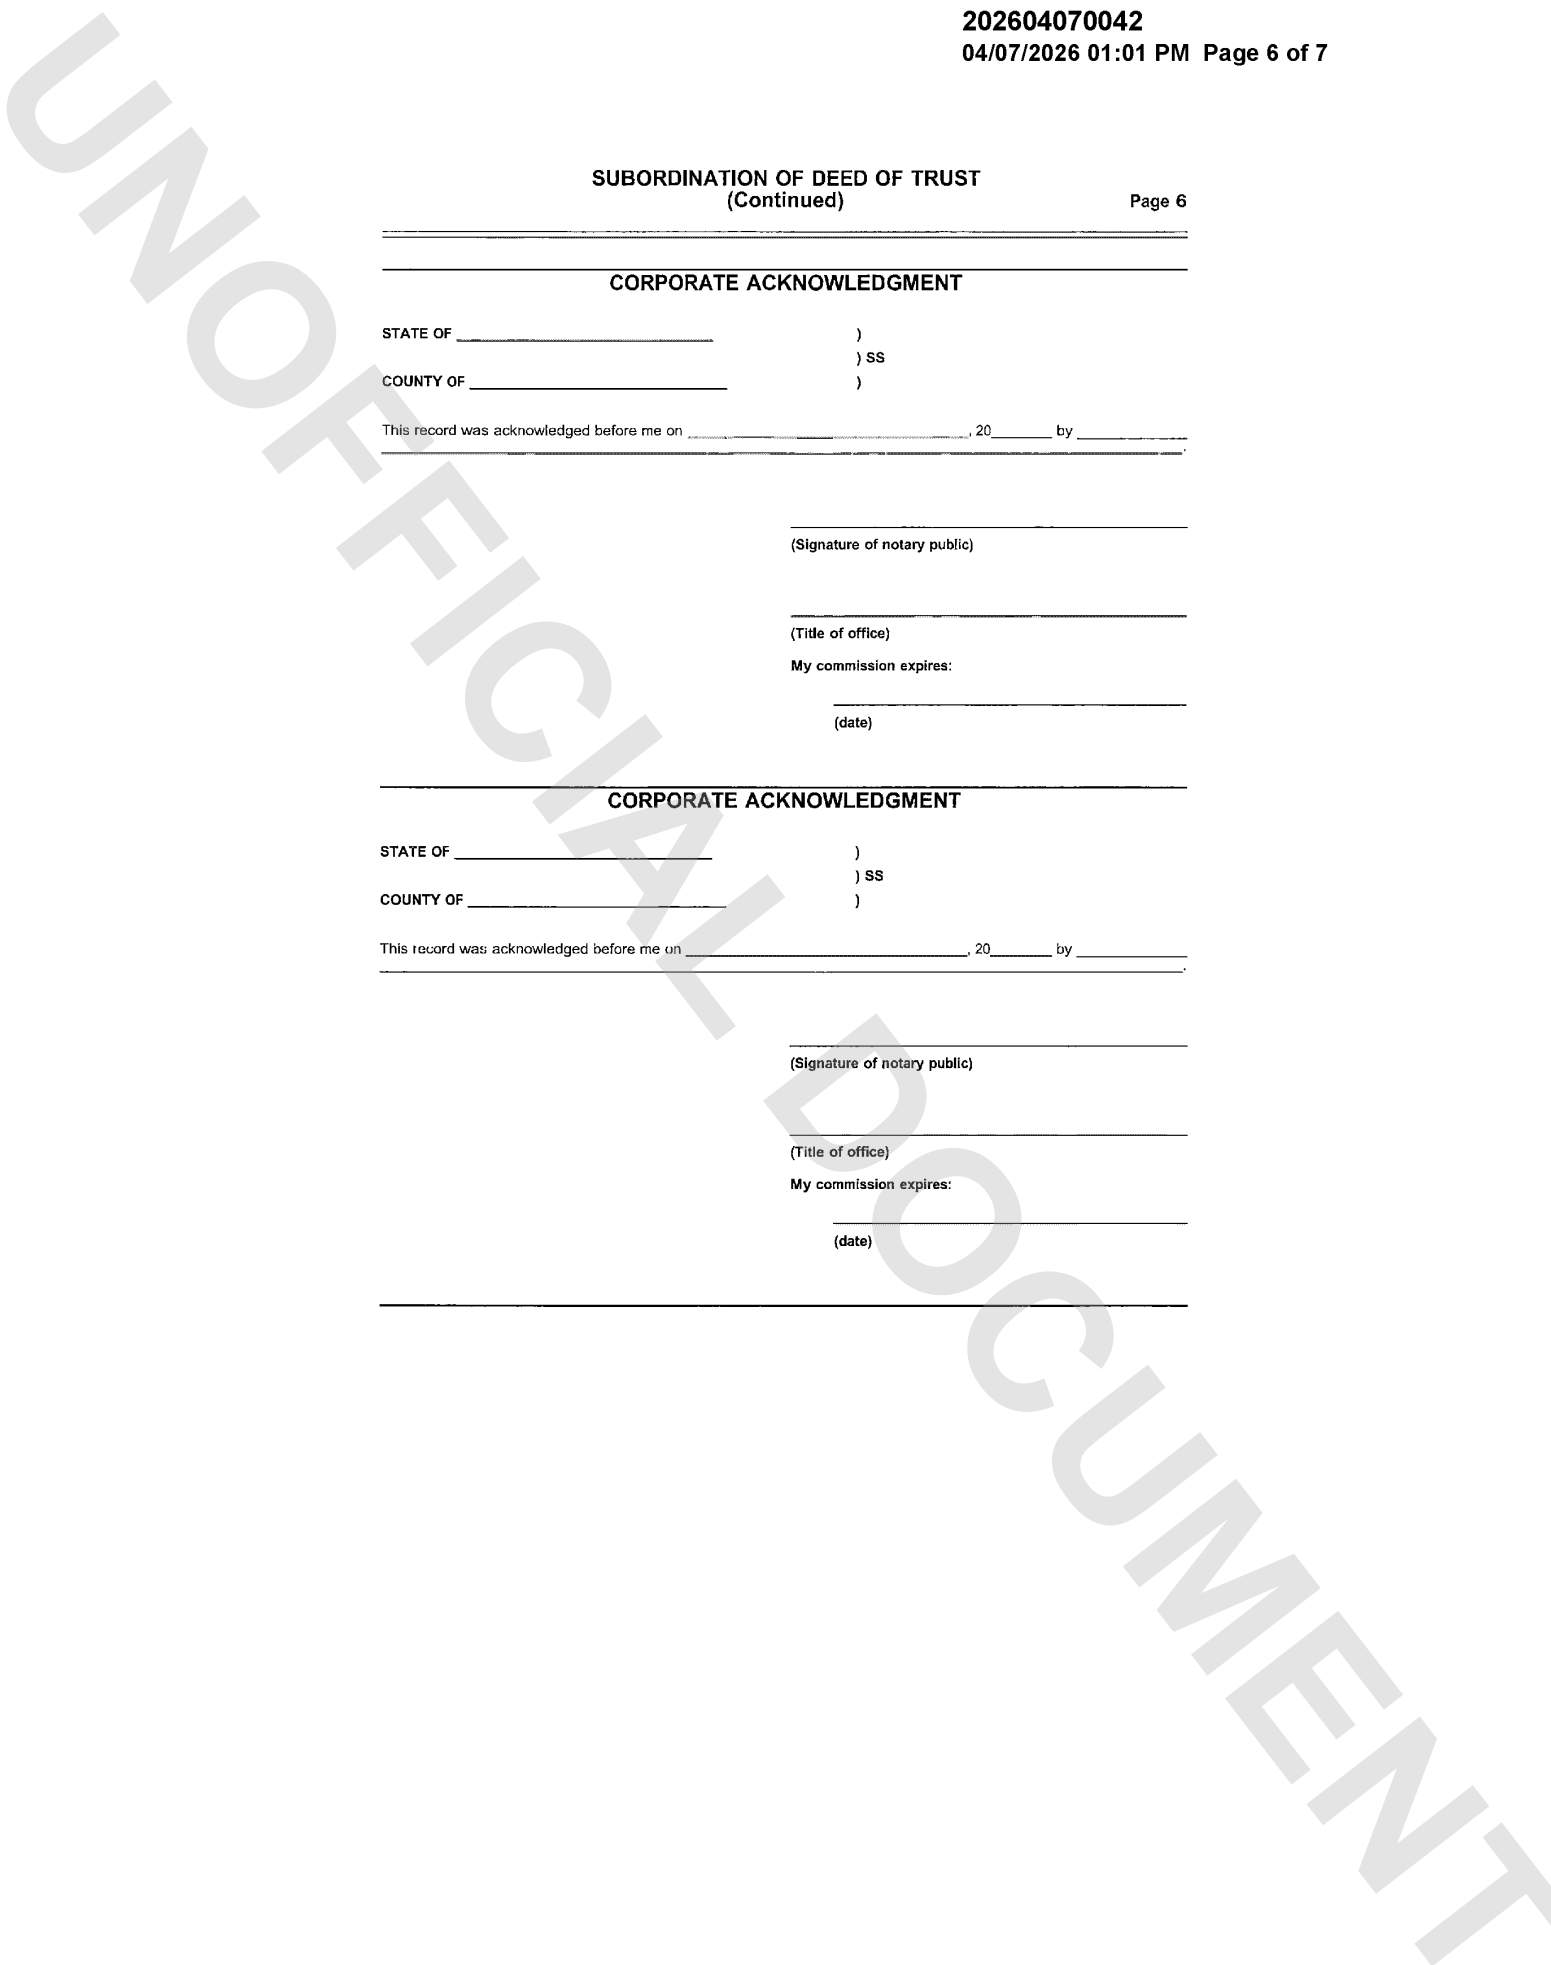 202604070042
04/07/2026 01:01 PM Page 6 of 7
SUBORDINATION OF DEED OF TRUST
(Continued) Page 6
CORPORATE ACKNOWLEDGMENT
STATE OF )
) SS
COUNTY OF )
This record was acknowledged before me on , 20 by
.
(Signature of notary public)
(Title of office)
My commission expires:
(date)
CORPORATE ACKNOWLEDGMENT
STATE OF )
) SS
COUNTY OF )
This record was acknowledged before me on , 20 by
.
(Signature of notary public)
(Title of office)
My commission expires:
(date)
UNOFFICIAL DOCUMENT